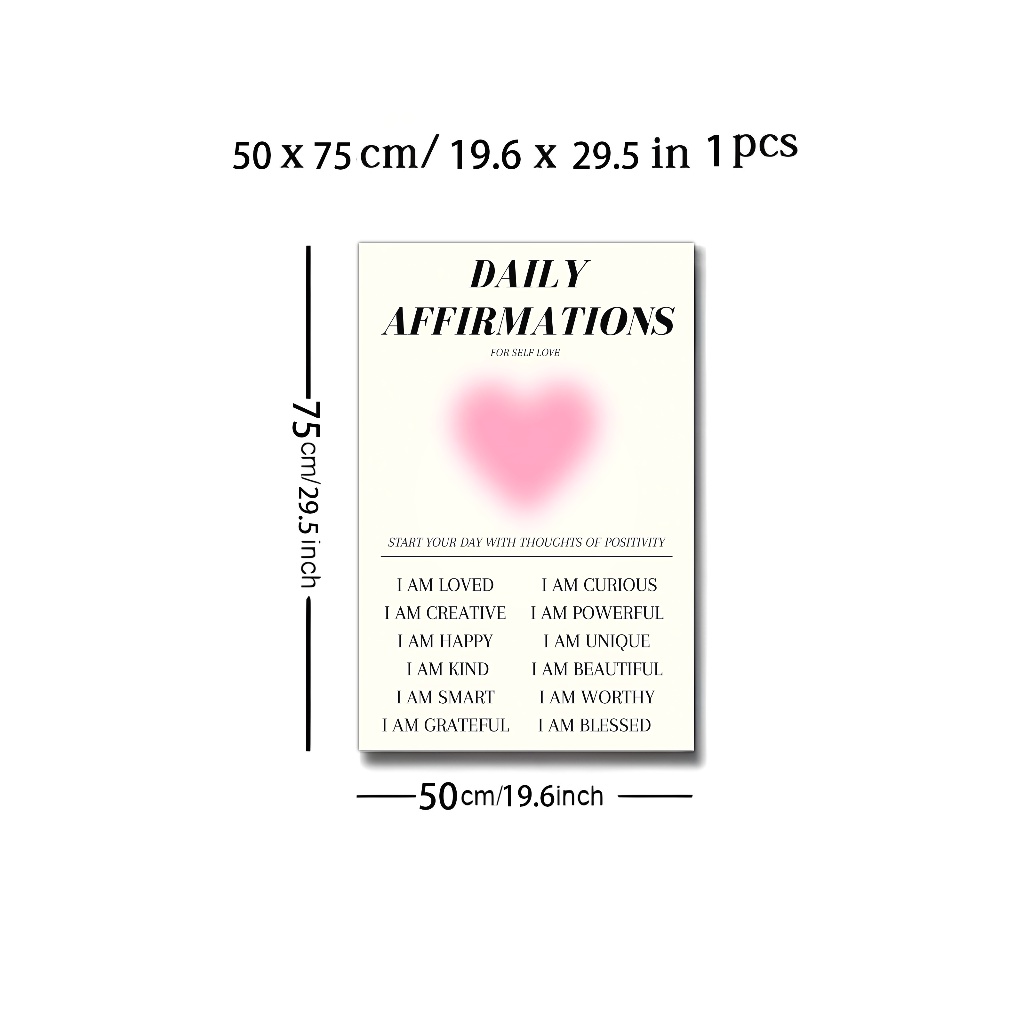 50 x 75 cm/ 19.6 x 29.5 in 1 pcs
DAILY
AFFIRMATIONS
FOR SELF LOVE
START YOUR DAY WITH THOUGHTS OF POSITIVITY
I AM LOVED
I AM CREATIVE
I AM HAPPY
I AM KIND
I AM SMART
I AM GRATEFUL
I AM CURIOUS
I AM POWERFUL
I AM UNIQUE
I AM BEAUTIFUL
I AM WORTHY
I AM BLESSED
75cm/29.5inch
50cm/19.6inch